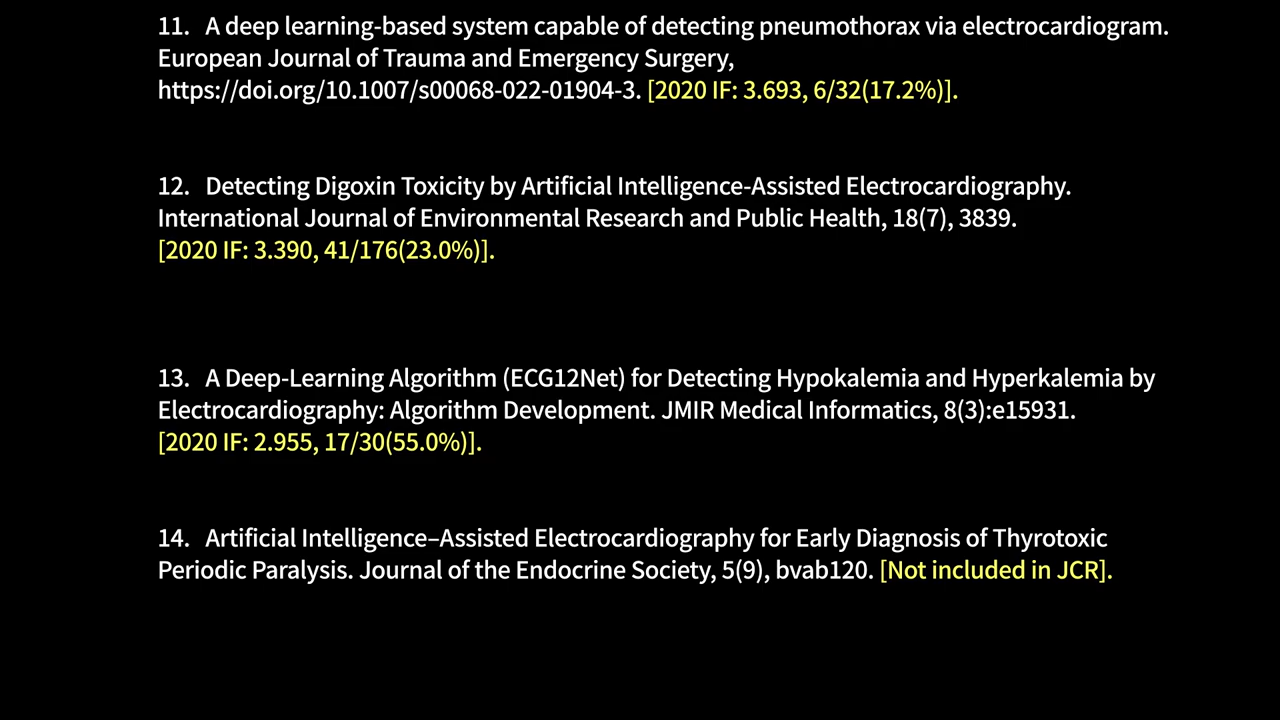 11. A deep learning-based system capable of detecting pneumothorax via electrocardiogram.
European Journal of Trauma and Emergency Surgery,
https://doi.org/10.1007/s00068-022-01904-3. [2020 IF: 3.693, 6/32(17.2%)].
12. Detecting Digoxin Toxicity by Artificial Intelligence-Assisted Electrocardiography.
International Journal of Environmental Research and Public Health, 18(7), 3839.
[2020 IF: 3.390, 41/176(23.0%)].
13. A Deep-Learning Algorithm (ECG12Net) for Detecting Hypokalemia and Hyperkalemia by
Electrocardiography: Algorithm Development. JMIR Medical Informatics, 8(3):e15931.
[2020 IF: 2.955, 17/30(55.0%)].
14. Artificial Intelligence–Assisted Electrocardiography for Early Diagnosis of Thyrotoxic
Periodic Paralysis. Journal of the Endocrine Society, 5(9), bvab120. [Not included in JCR].